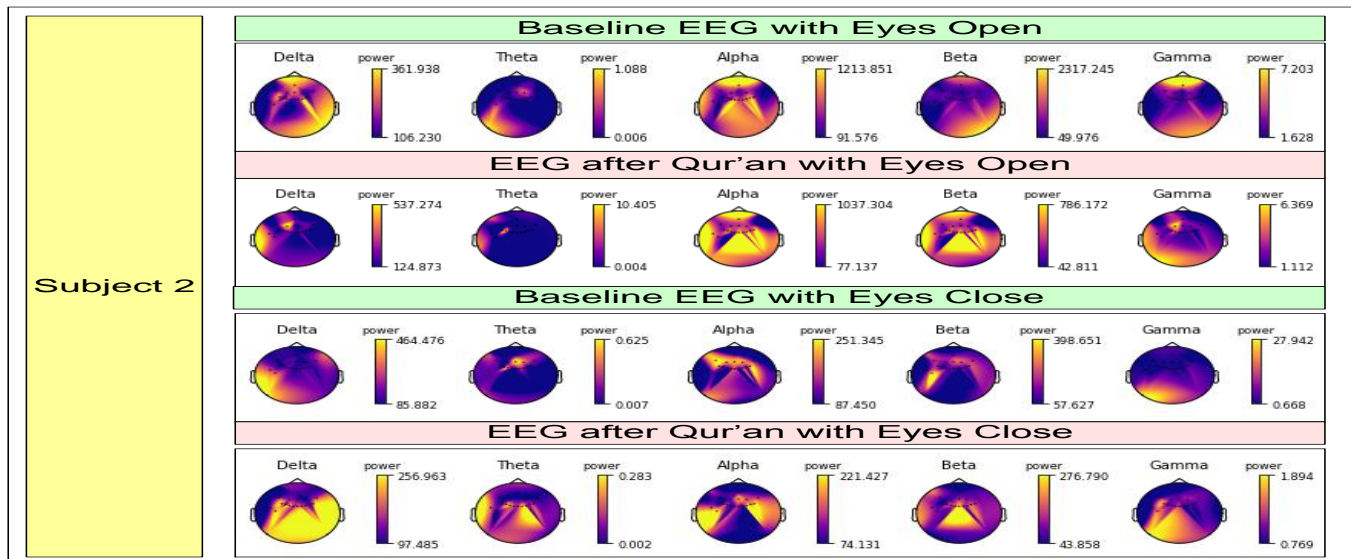 Subject 2
Baseline EEG with Eyes Open
Delta power Theta power Alpha power Beta power Gamma power
361.938 1.088 1213.851 2317.245 7.203
106.230 0.006 91.576 49.976 1.628
EEG after Qur'an with Eyes Open
Delta power Theta power Alpha power Beta power Gamma power
537.274 10.405 1037.304 786.172 6.369
124.873 0.004 77.137 42.811 1.112
Baseline EEG with Eyes Close
Delta power Theta power Alpha power Beta power Gamma power
464.476 0.625 251.345 398.651 27.942
85.882 0.007 87.450 57.627 0.668
EEG after Qur'an with Eyes Close
Delta power Theta power Alpha power Beta power Gamma power
256.963 0.283 221.427 276.790 1.894
97.485 0.002 74.131 43.858 0.769